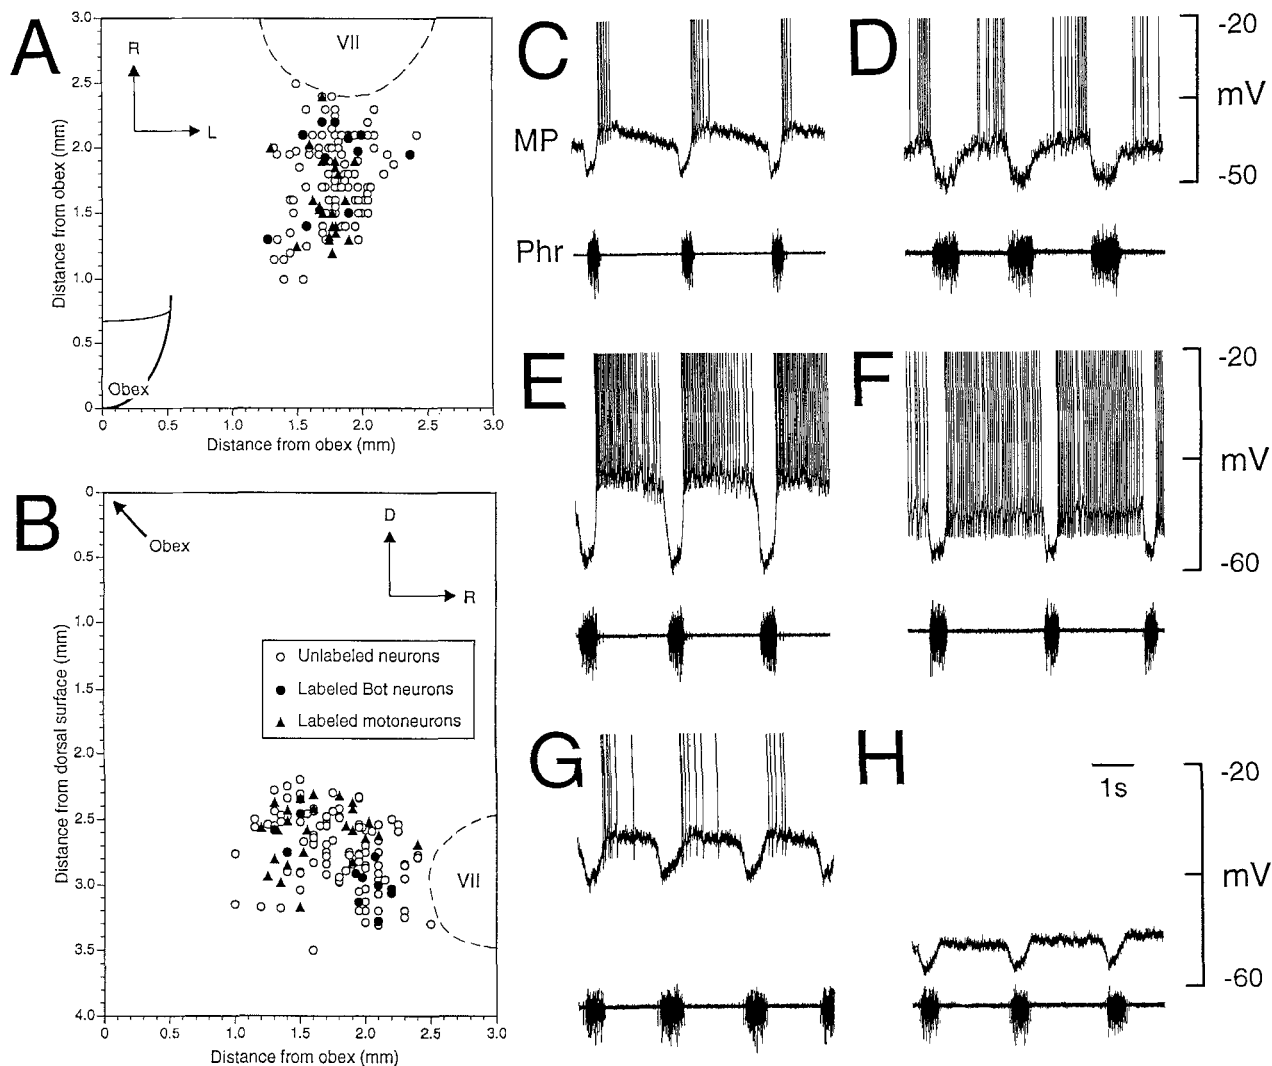 A
3.0
2.5
2.0
1.5
1.0
0.5
0
Distance from obex (mm)
R
L
VII
Obex
0
0.5
1.0
1.5
2.0
2.5
3.0
Distance from obex (mm)
B
0
0.5
1.0
1.5
2.0
2.5
3.0
3.5
4.0
Distance from dorsal surface (mm)
Obex
D
R
Unlabeled neurons
Labeled Bot neurons
Labeled motoneurons
VII
0
0.5
1.0
1.5
2.0
2.5
3.0
Distance from obex (mm)
C
MP
Phr
D
-20
mV
-50
E
F
-20
mV
-60
G
H
1s
-20
mV
-60